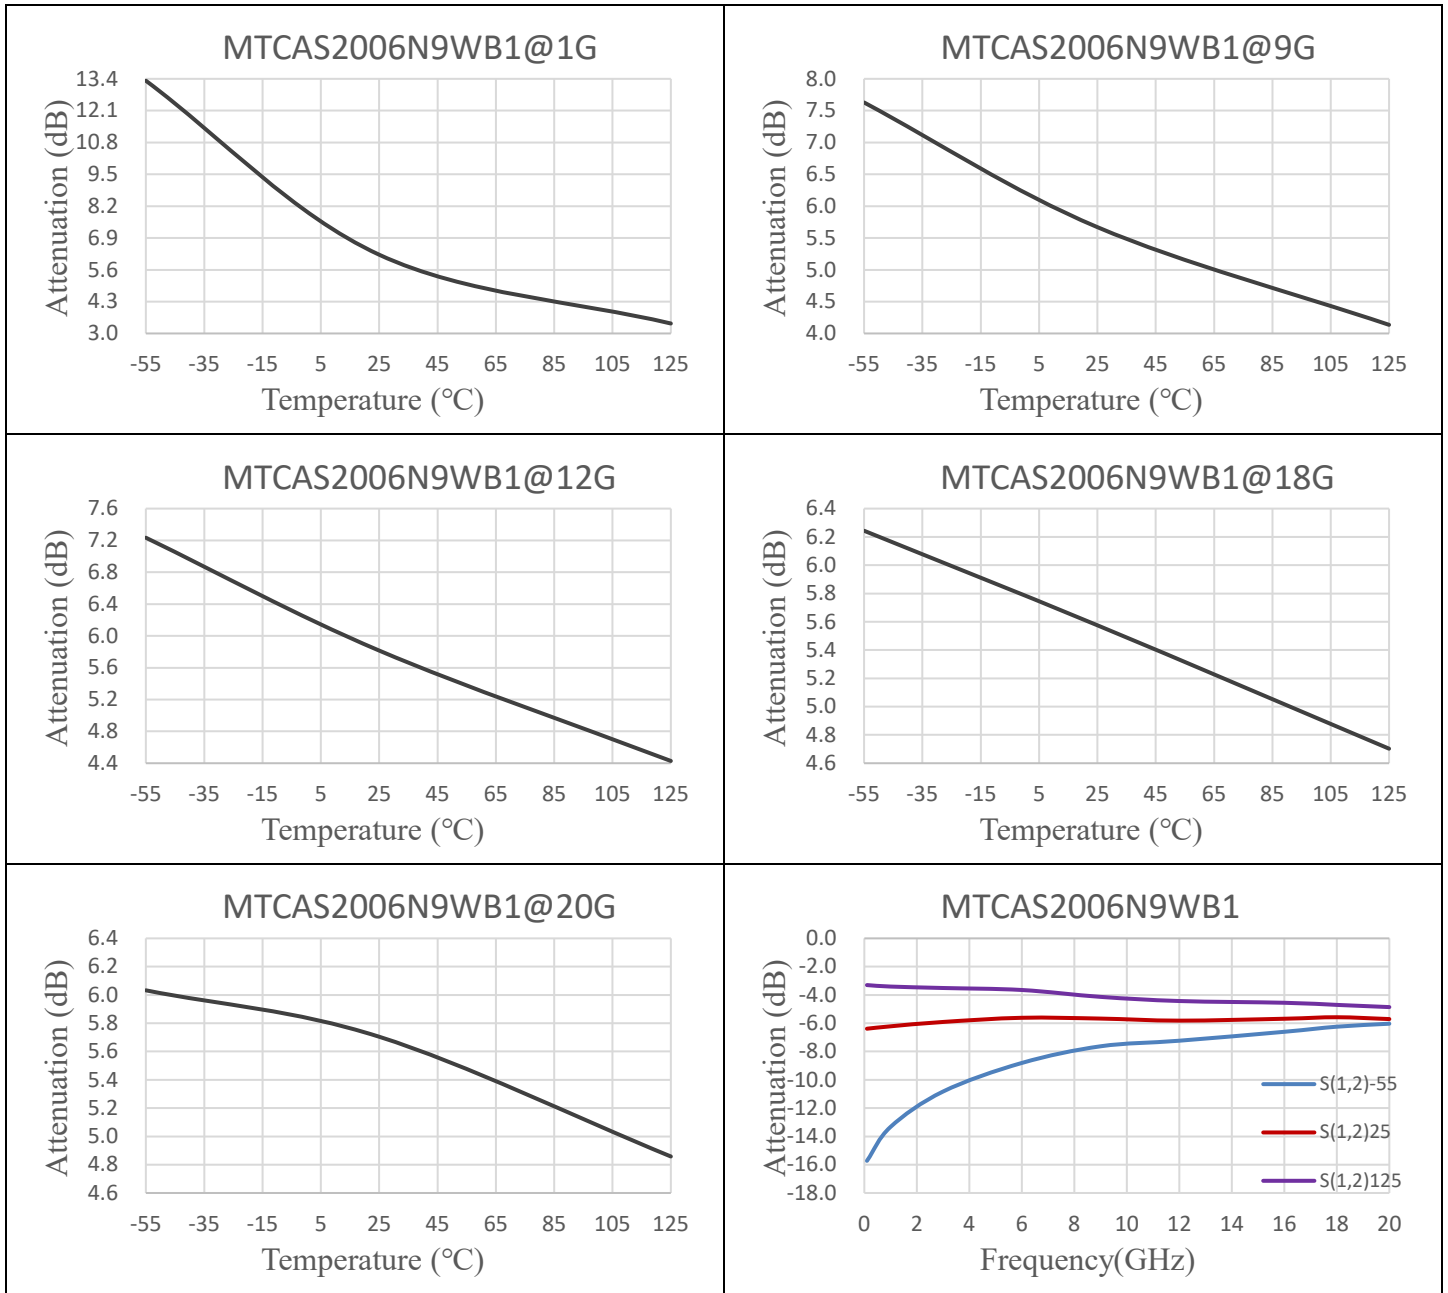 MTCAS2006N9WB1@1G
Attenuation (dB)
13.4
12.1
10.8
9.5
8.2
6.9
5.6
4.3
3.0
-55 -35 -15 5 25 45 65 85 105 125
Temperature (℃)
MTCAS2006N9WB1@9G
Attenuation (dB)
8.0
7.5
7.0
6.5
6.0
5.5
5.0
4.5
4.0
-55 -35 -15 5 25 45 65 85 105 125
Temperature (℃)
MTCAS2006N9WB1@12G
Attenuation (dB)
7.6
7.2
6.8
6.4
6.0
5.6
5.2
4.8
4.4
-55 -35 -15 5 25 45 65 85 105 125
Temperature (℃)
MTCAS2006N9WB1@18G
Attenuation (dB)
6.4
6.2
6.0
5.8
5.6
5.4
5.2
5.0
4.8
4.6
-55 -35 -15 5 25 45 65 85 105 125
Temperature (℃)
MTCAS2006N9WB1@20G
Attenuation (dB)
6.4
6.2
6.0
5.8
5.6
5.4
5.2
5.0
4.8
4.6
-55 -35 -15 5 25 45 65 85 105 125
Temperature (℃)
MTCAS2006N9WB1
Attenuation (dB)
0.0
-2.0
-4.0
-6.0
-8.0
-10.0
-12.0
-14.0
-16.0
-18.0
S(1,2)-55
S(1,2)25
S(1,2)125
0 2 4 6 8 10 12 14 16 18 20
Frequency(GHz)